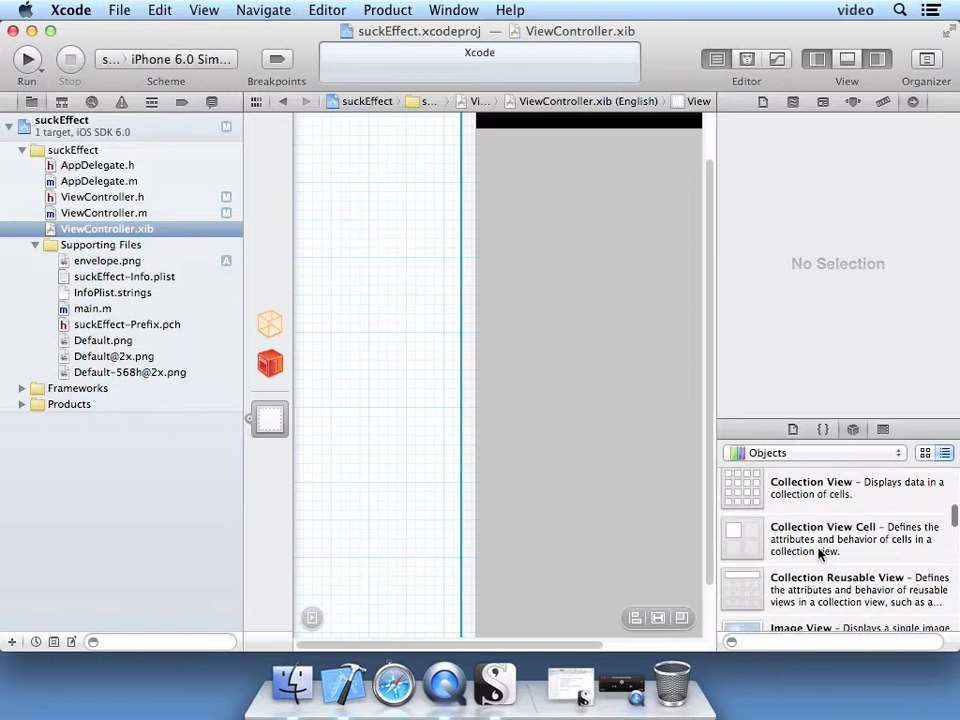 Xcode File Edit View Navigate Editor Product Window Help video
suckEffect.xcodeproj — ViewController.xib
s... iPhone 6.0 Sim...
Xcode
Run Stop Scheme Breakpoints Editor View Organizer
suckEffect s... Vi... ViewController.xib (English) View
suckEffect M
1 target, iOS SDK 6.0
suckEffect
AppDelegate.h
AppDelegate.m
ViewController.h M
ViewController.m M
ViewController.xib
Supporting Files
envelope.png A
suckEffect-Info.plist
InfoPlist.strings
main.m
suckEffect-Prefix.pch
Default.png
Default@2x.png
Default-568h@2x.png
Frameworks
Products
No Selection
Objects
Collection View – Displays data in a
collection of cells.
Collection View Cell – Defines the
attributes and behavior of cells in a
collection view.
Collection Reusable View – Defines
the attributes and behavior of reusable
views in a collection view, such as a...
Image View – Displays a single image,